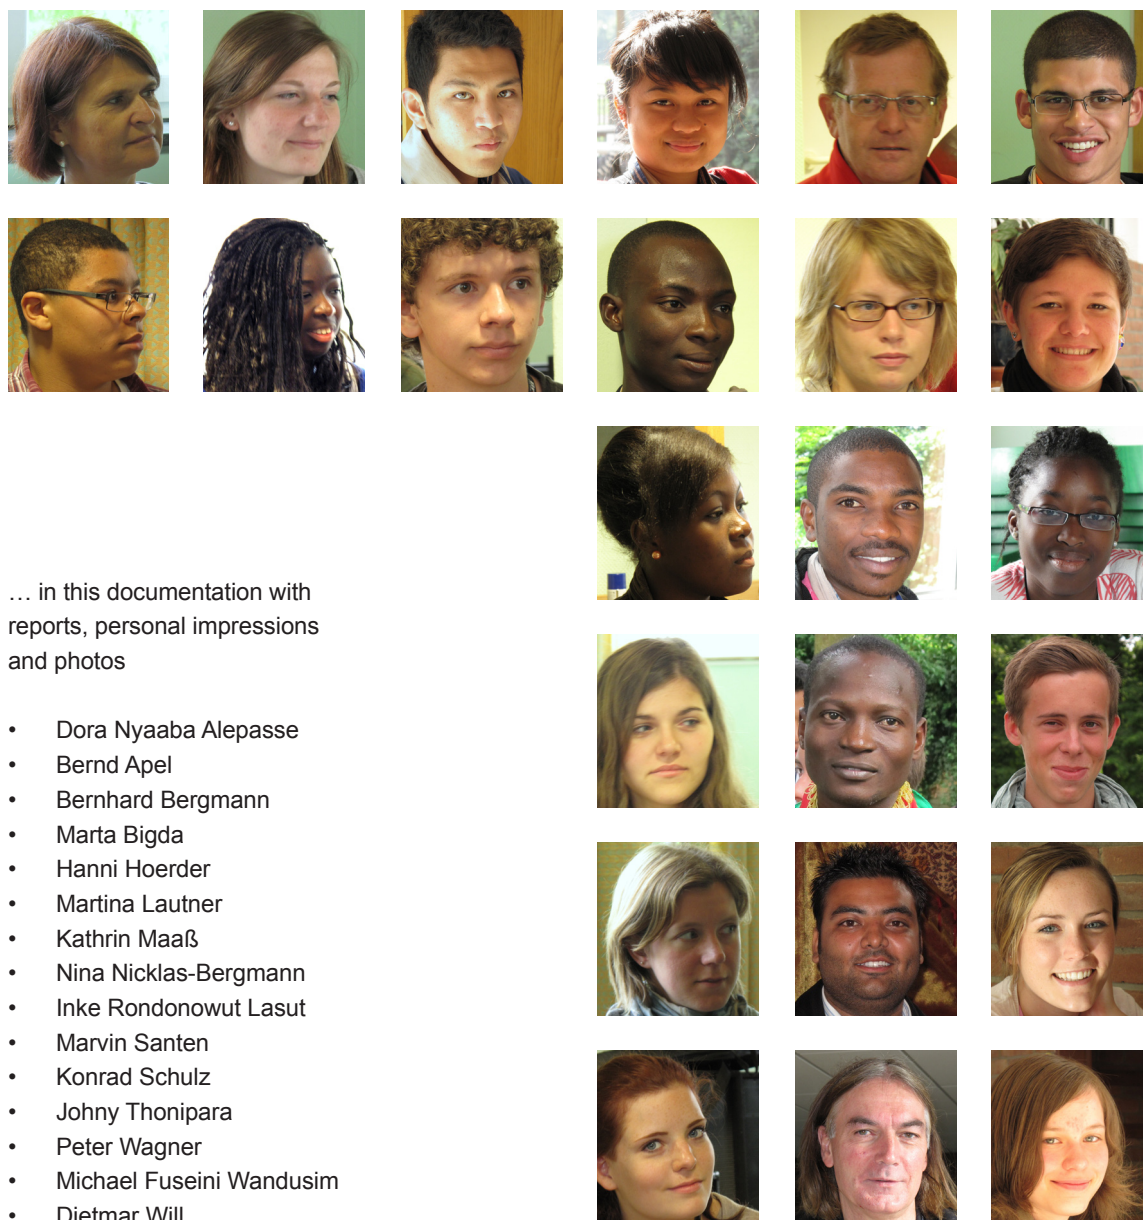 … in this documentation with
reports, personal impressions
and photos
• Dora Nyaaba Alepasse
• Bernd Apel
• Bernhard Bergmann
• Marta Bigda
• Hanni Hoerder
• Martina Lautner
• Kathrin Maaß
• Nina Nicklas-Bergmann
• Inke Rondonowut Lasut
• Marvin Santen
• Konrad Schulz
• Johny Thonipara
• Peter Wagner
• Michael Fuseini Wandusim
• Dietmar Will